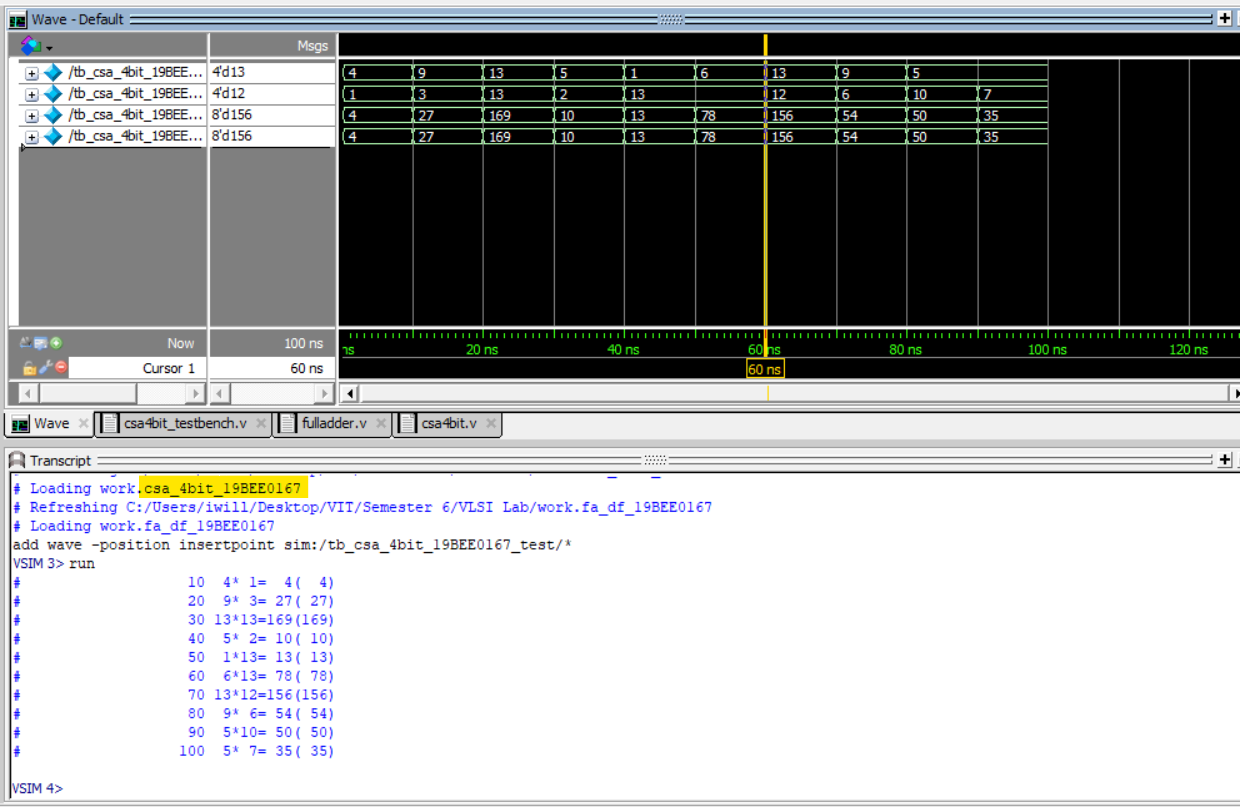 Wave - Default
Msgs
/tb_csa_4bit_19BEE... 4'd13 4 9 13 5 1 6 13 9 5
/tb_csa_4bit_19BEE... 4'd12 1 3 13 2 13 12 6 10 7
/tb_csa_4bit_19BEE... 8'd156 4 27 169 10 13 78 156 54 50 35
/tb_csa_4bit_19BEE... 8'd156 4 27 169 10 13 78 156 54 50 35
Now 100 ns ns 20 ns 40 ns 60 ns 80 ns 100 ns 120 ns
Cursor 1 60 ns 60 ns
Wave csa4bit_testbench.v fulladder.v csa4bit.v
Transcript
# Loading work.csa_4bit_19BEE0167
# Refreshing C:/Users/iwill/Desktop/VIT/Semester 6/VLSI Lab/work.fa_df_19BEE0167
# Loading work.fa_df_19BEE0167
add wave -position insertpoint sim:/tb_csa_4bit_19BEE0167_test/*
VSIM 3> run
# 10 4* 1= 4( 4)
# 20 9* 3= 27( 27)
# 30 13*13=169(169)
# 40 5* 2= 10( 10)
# 50 1*13= 13( 13)
# 60 6*13= 78( 78)
# 70 13*12=156(156)
# 80 9* 6= 54( 54)
# 90 5*10= 50( 50)
# 100 5* 7= 35( 35)
VSIM 4>